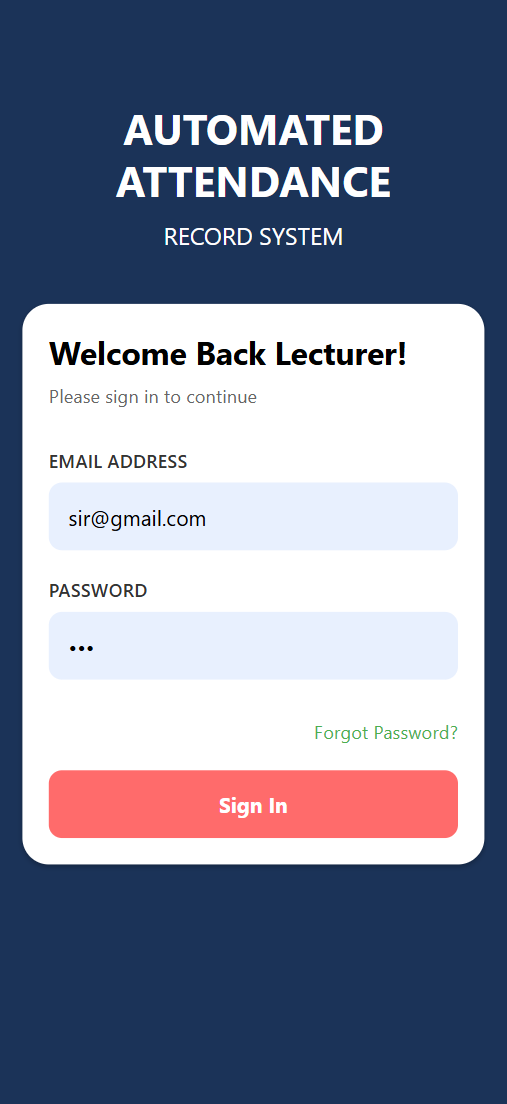 AUTOMATED
ATTENDANCE
RECORD SYSTEM
Welcome Back Lecturer!
Please sign in to continue
EMAIL ADDRESS
sir@gmail.com
PASSWORD
•••
Forgot Password?
Sign In